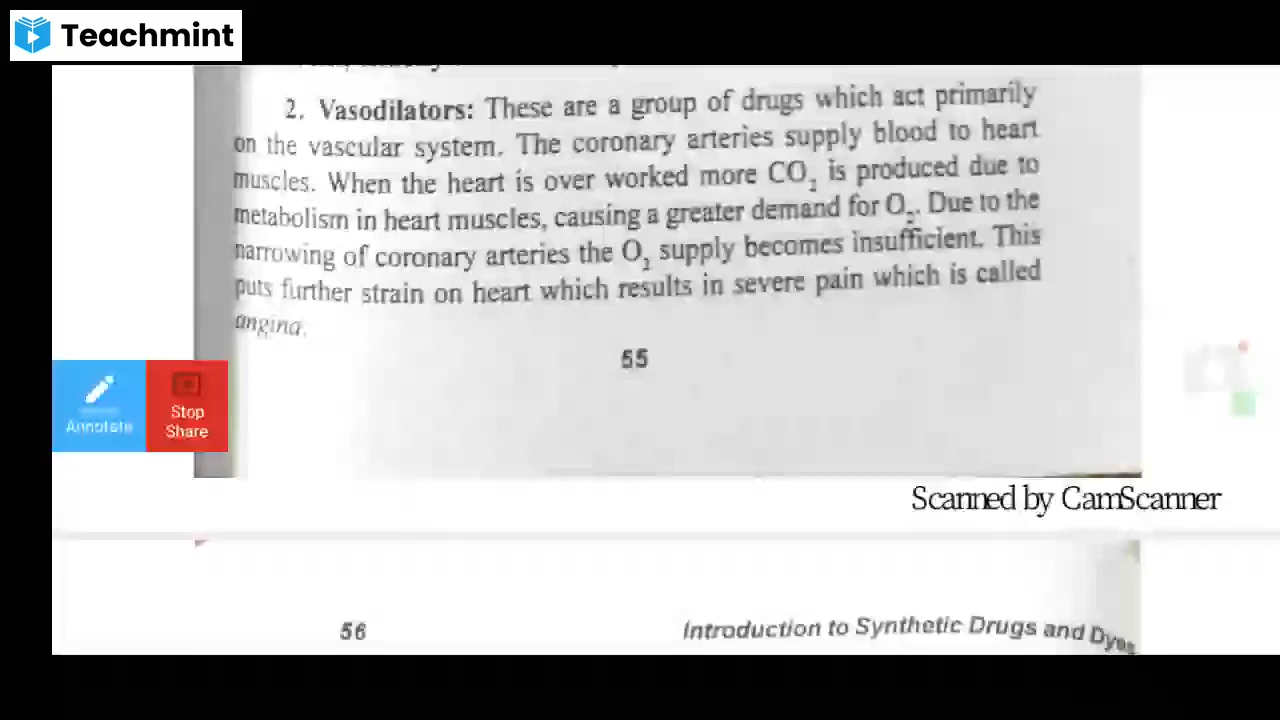 Teachmint
2. Vasodilators: These are a group of drugs which act primarily
on the vascular system. The coronary arteries supply blood to heart
muscles. When the heart is over worked more CO₂ is produced due to
metabolism in heart muscles, causing a greater demand for O₂. Due to the
narrowing of coronary arteries the O₂ supply becomes insufficient. This
puts further strain on heart which results in severe pain which is called
angina.
55
Annotate
Stop
Share
Scanned by CamScanner
56
Introduction to Synthetic Drugs and Dyes